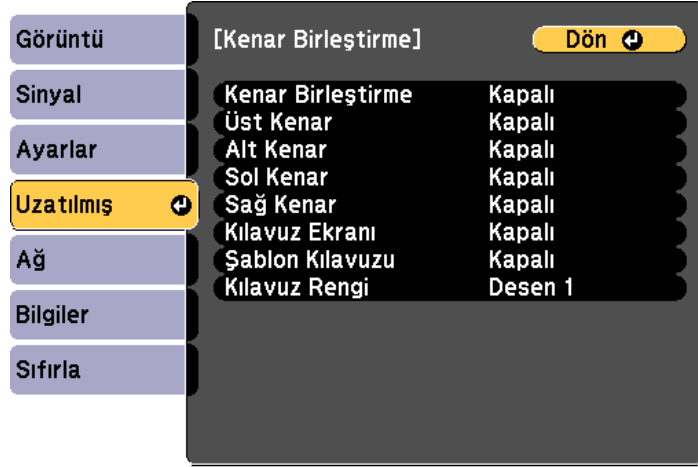 Görüntü
Sinyal
Ayarlar
Uzatılmış
Ağ
Bilgiler
Sıfırla
[Kenar Birleştirme] Dön
Kenar Birleştirme Kapalı
Üst Kenar Kapalı
Alt Kenar Kapalı
Sol Kenar Kapalı
Sağ Kenar Kapalı
Kılavuz Ekranı Kapalı
Şablon Kılavuzu Kapalı
Kılavuz Rengi Desen 1